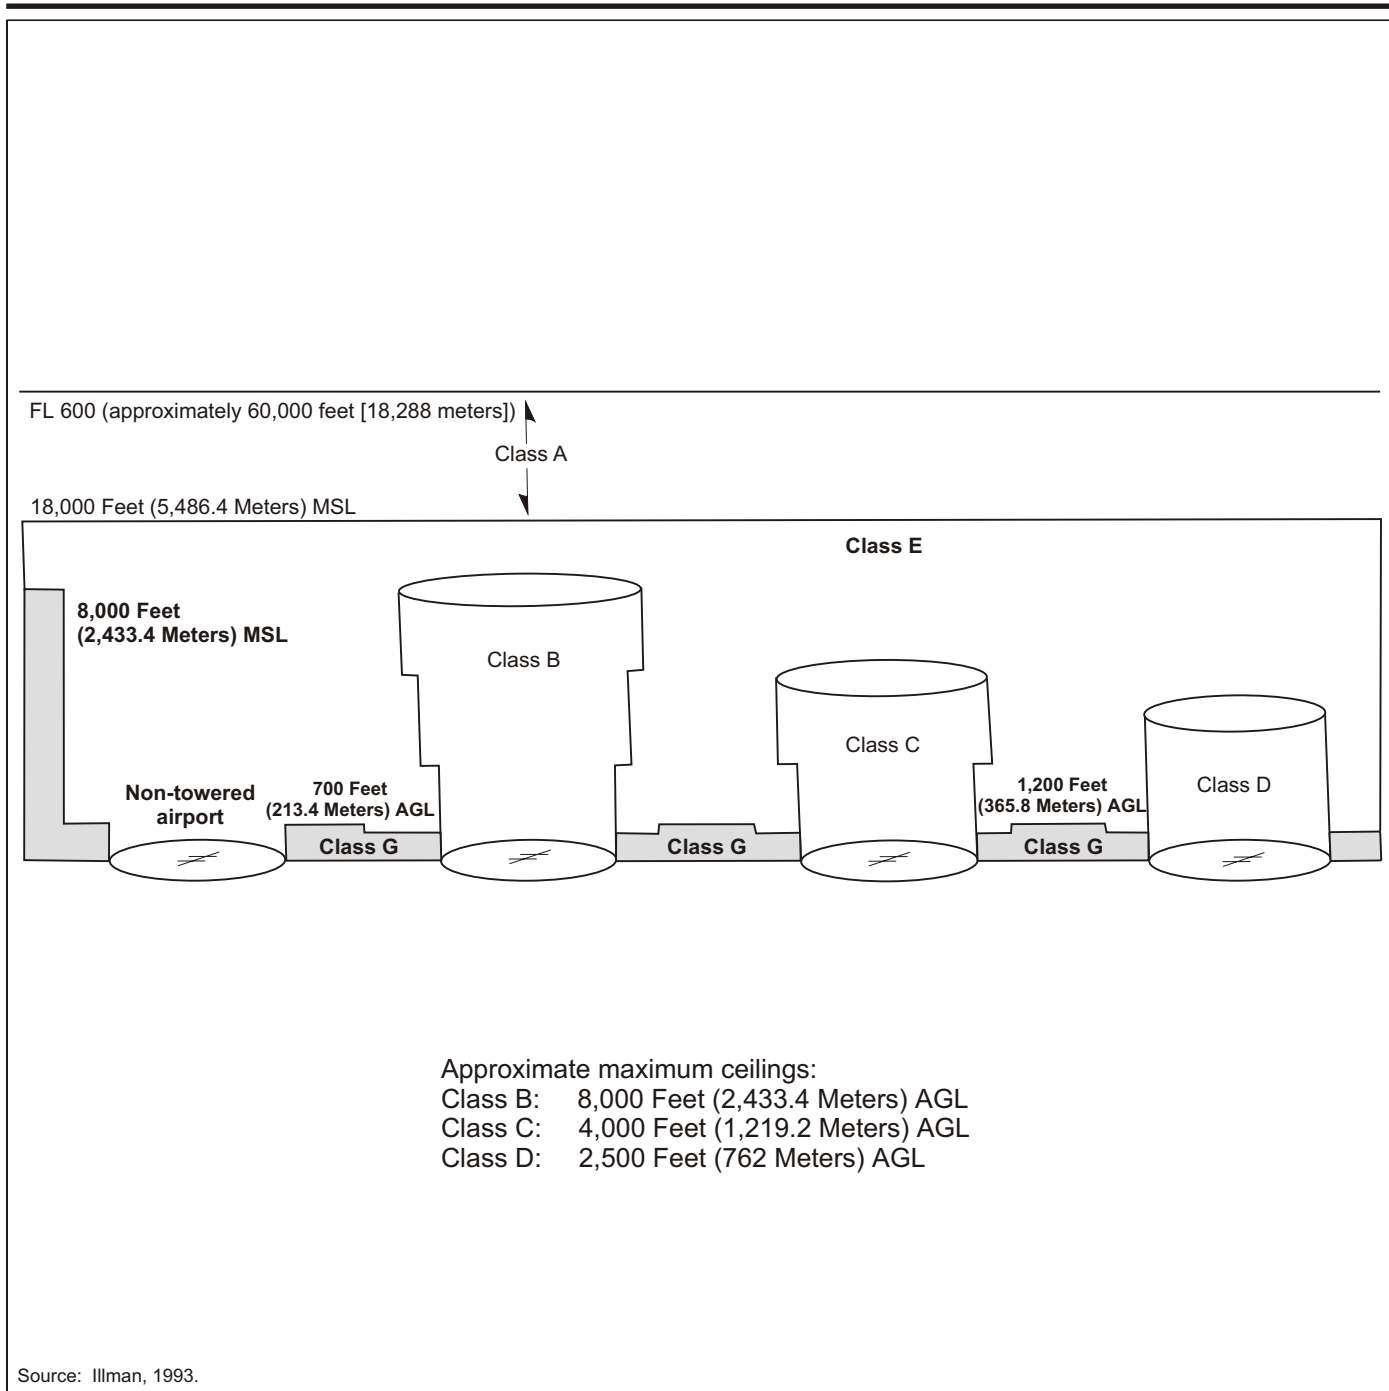 FL 600 (approximately 60,000 feet [18,288 meters])
Class A
18,000 Feet (5,486.4 Meters) MSL
Class E
8,000 Feet
(2,433.4 Meters) MSL
Class B
Class C
Class D
Non-towered
airport
700 Feet
(213.4 Meters) AGL
1,200 Feet
(365.8 Meters) AGL
Class G
Class G
Class G
Approximate maximum ceilings:
Class B: 8,000 Feet (2,433.4 Meters) AGL
Class C: 4,000 Feet (1,219.2 Meters) AGL
Class D: 2,500 Feet (762 Meters) AGL
Source: Illman, 1993.